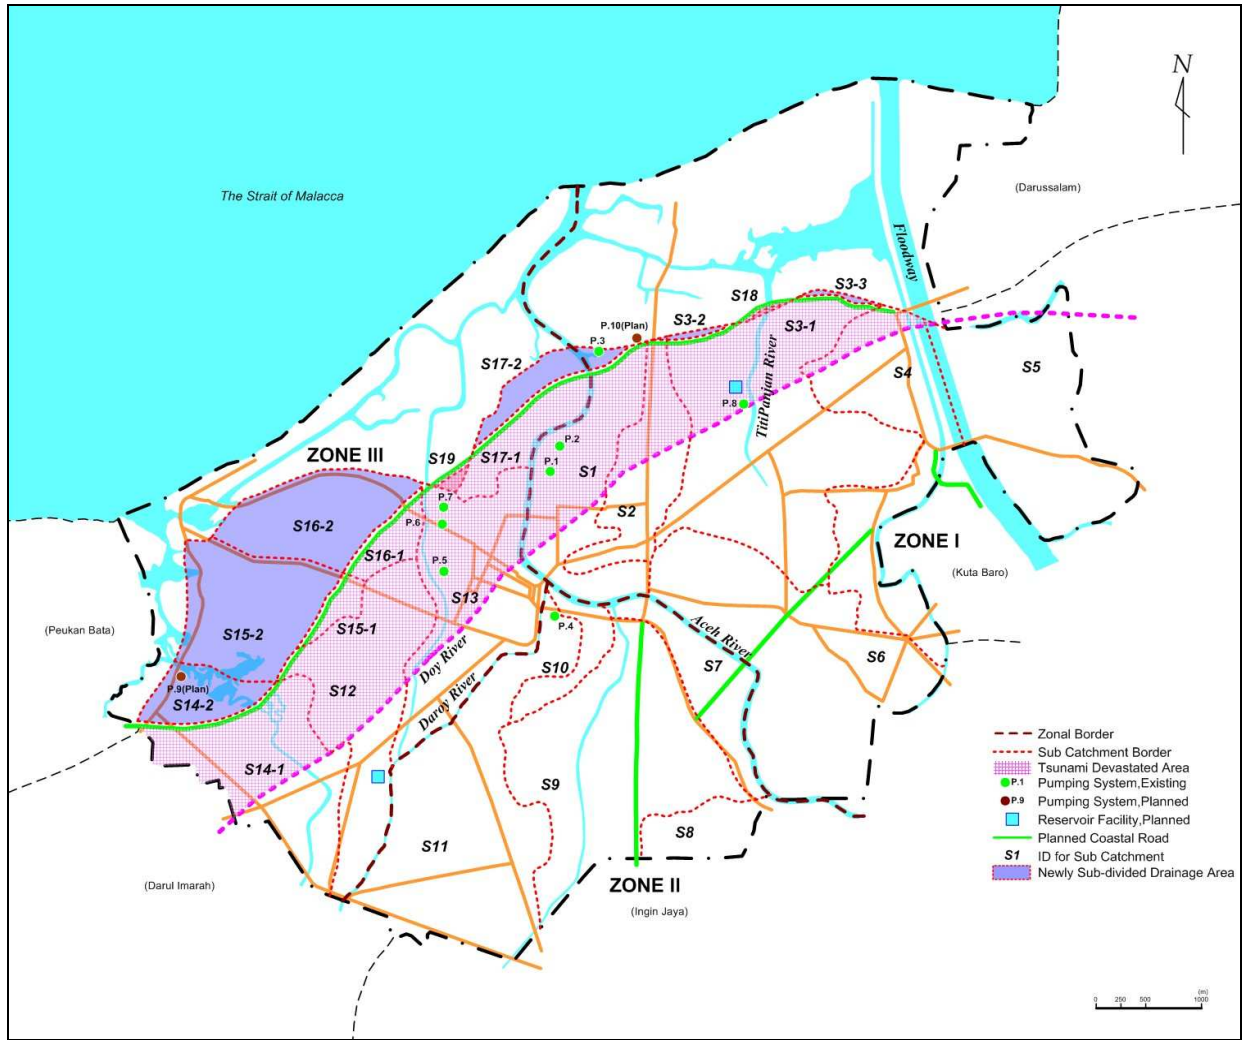 N
(Darussalam)
The Strait of Malacca
Floodway
S3-3
S18
S3-2
P.10(Plan)
S3-1
P.3
S17-2
S5
S4
TitiPanjan River
P.8
P.2
ZONE III
S19
S17-1
P.1
S1
P.7
S16-2
P.6
S2
S16-1
ZONE I
P.5
(Kuta Baro)
S13
(Peukan Bata)
S15-2
S15-1
P.4
Aceh River
S6
Doy River
S10
S7
P.9(Plan)
S12
Daroy River
S14-2
S14-1
S9
S11
S8
(Darul Imarah)
ZONE II
(Ingin Jaya)
Zonal Border
Sub Catchment Border
Tsunami Devastated Area
P.1 Pumping System,Existing
P.9 Pumping System,Planned
Reservoir Facility,Planned
Planned Coastal Road
S1 ID for Sub Catchment
Newly Sub-divided Drainage Area
(m)
0 250 500 1000